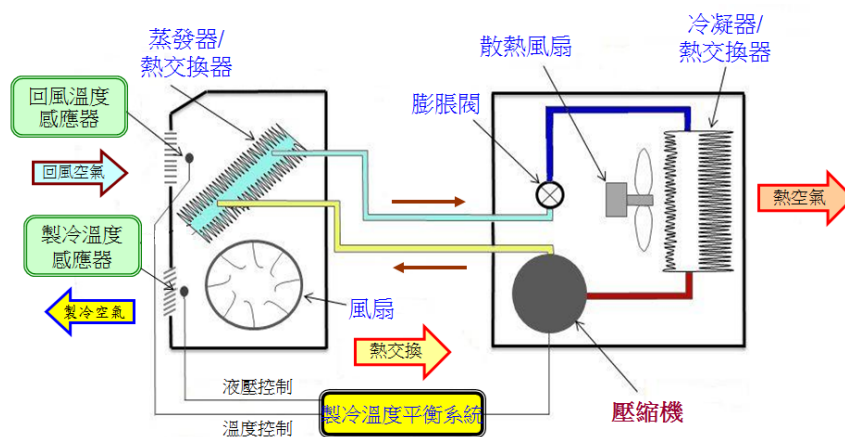 蒸發器/
熱交換器
回風溫度
感應器
回風空氣
製冷溫度
感應器
製冷空氣
風扇
熱交換
液壓控制
溫度控制
製冷溫度平衡系統
散熱風扇
冷凝器/
熱交換器
膨脹閥
熱空氣
壓縮機